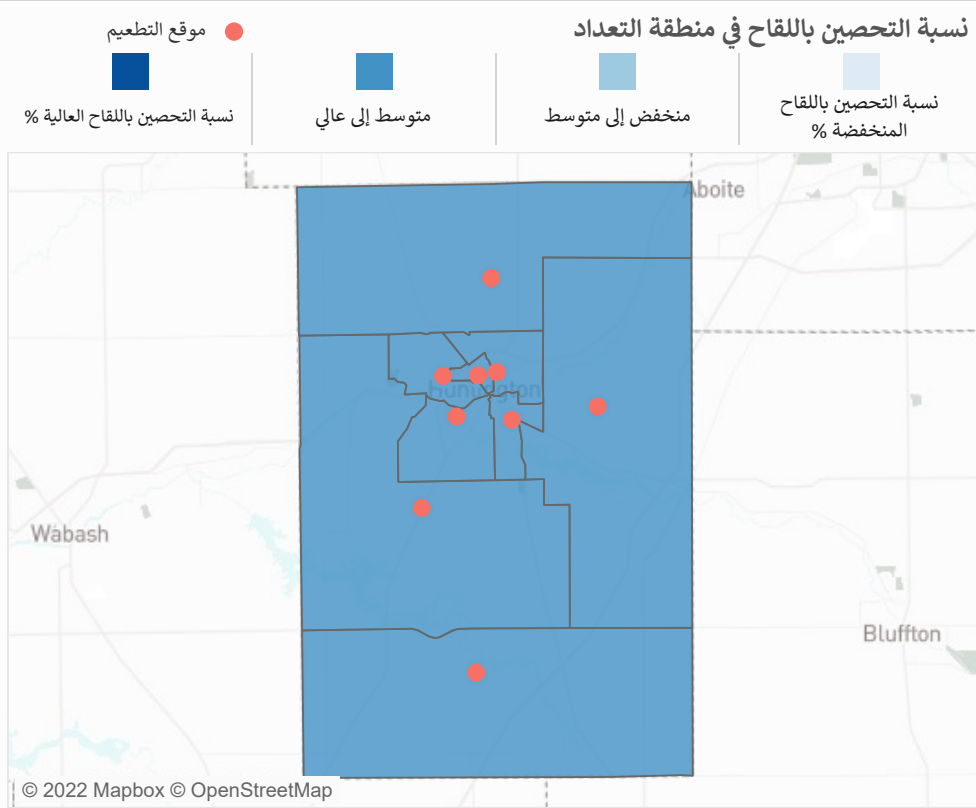 نسبة التحصين باللقاح في منطقة التعداد
موقع التطعيم
نسبة التحصين باللقاح
المنخفضة %
منخفض إلى متوسط
متوسط إلى عالي
نسبة التحصين باللقاح العالية %
Aboite
Huntington
Wabash
Bluffton
© 2022 Mapbox © OpenStreetMap